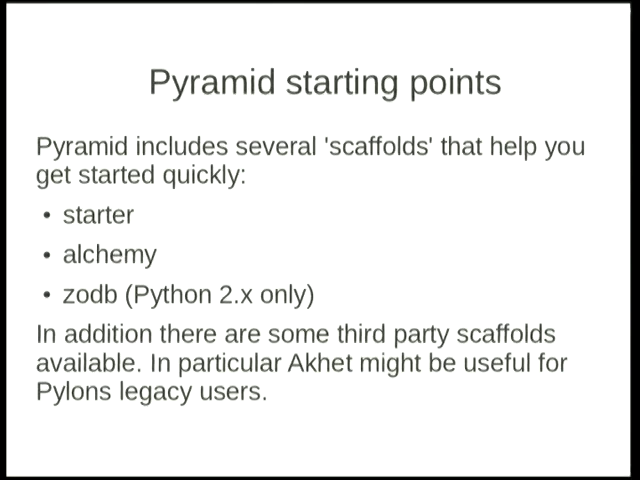 Pyramid starting points
Pyramid includes several 'scaffolds' that help you
get started quickly:
• starter
• alchemy
• zodb (Python 2.x only)
In addition there are some third party scaffolds
available. In particular Akhet might be useful for
Pylons legacy users.